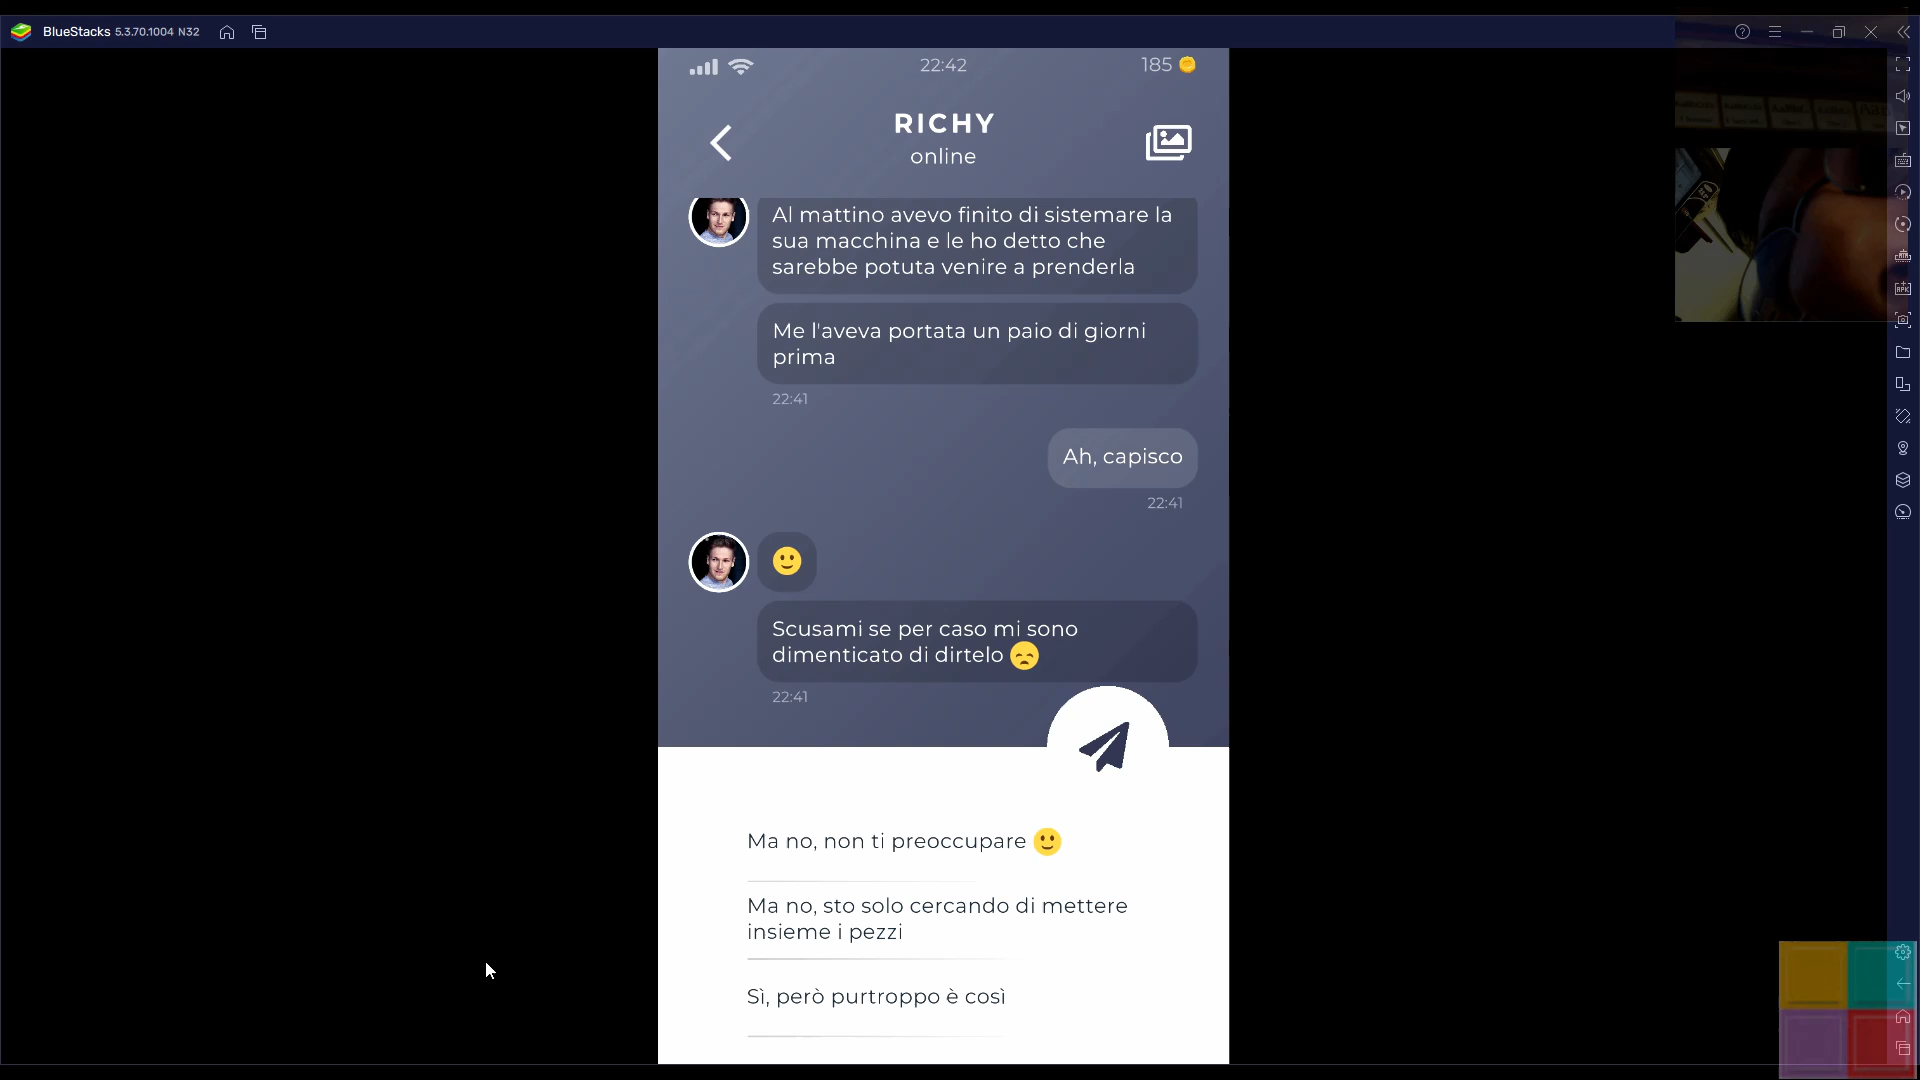 BlueStacks 5.3.70.1004 N32
22:42
185
RICHY
online
Al mattino avevo finito di sistemare la
sua macchina e le ho detto che
sarebbe potuta venire a prenderla
Me l'aveva portata un paio di giorni
prima
22:41
Ah, capisco
22:41
🙂
Scusami se per caso mi sono
dimenticato di dirtelo 😞
22:41
Ma no, non ti preoccupare 🙂
Ma no, sto solo cercando di mettere
insieme i pezzi
Sì, però purtroppo è così